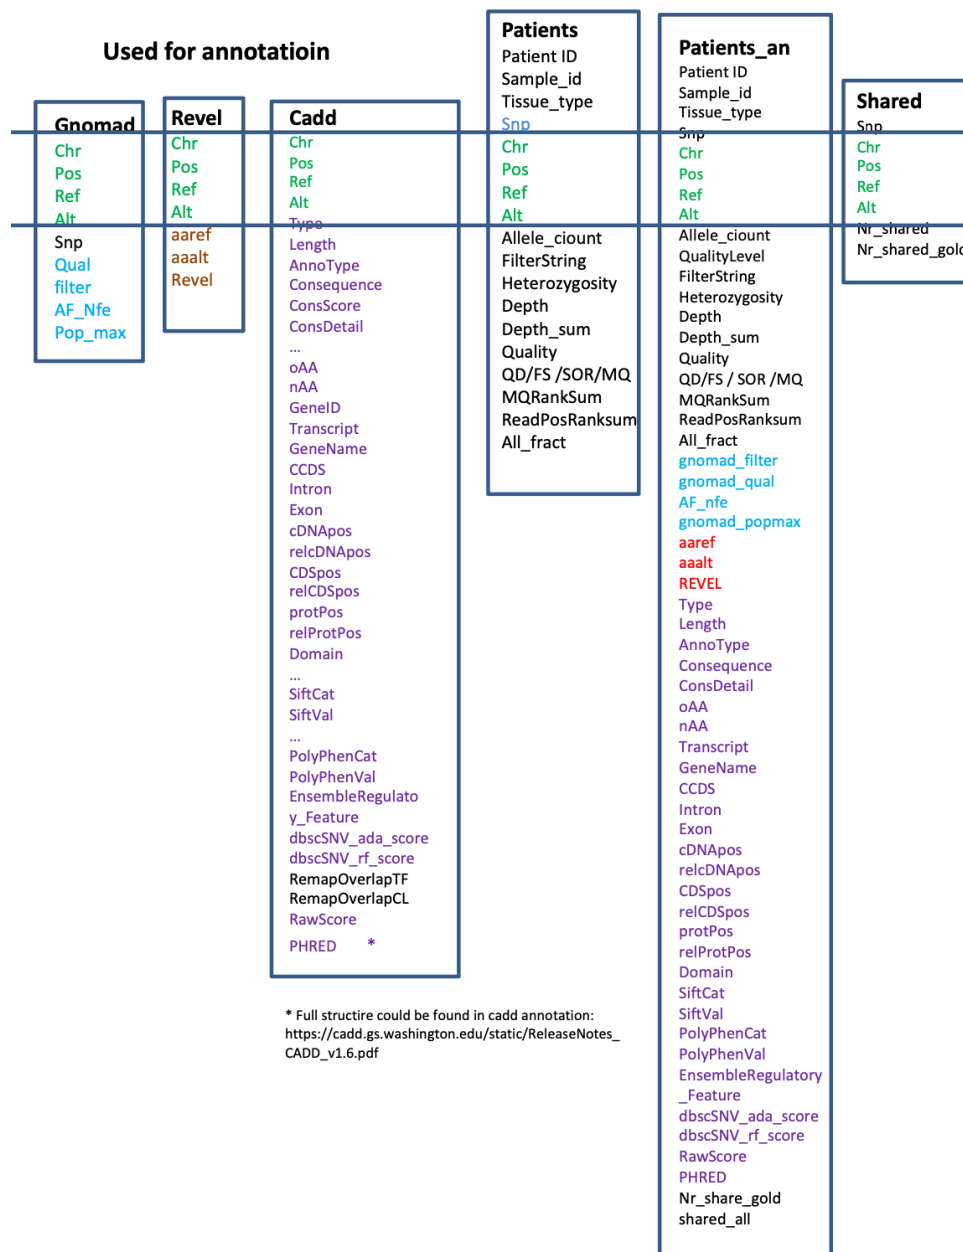 Used for annotatioin
Gnomad
Chr
Pos
Ref
Alt
Snp
Qual
filter
AF_Nfe
Pop_max
Revel
Chr
Pos
Ref
Alt
aaref
aaalt
Revel
Cadd
Chr
Pos
Ref
Alt
Type
Length
AnnoType
Consequence
ConsScore
ConsDetail
...
oAA
nAA
GeneID
Transcript
GeneName
CCDS
Intron
Exon
cDNApos
relcDNApos
CDSpos
relCDSpos
protPos
relProtPos
Domain
...
SiftCat
SiftVal
...
PolyPhenCat
PolyPhenVal
EnsembleRegulato
y_Feature
dbscSNV_ada_score
dbscSNV_rf_score
RemapOverlapTF
RemapOverlapCL
RawScore
PHRED *
* Full structire could be found in cadd annotation:
https://cadd.gs.washington.edu/static/ReleaseNotes_
CADD_v1.6.pdf
Patients
Patient ID
Sample_id
Tissue_type
Snp
Chr
Pos
Ref
Alt
Allele_ciount
FilterString
Heterozygosity
Depth
Depth_sum
Quality
QD/FS /SOR/MQ
MQRankSum
ReadPosRanksum
All_fract
Patients_an
Patient ID
Sample_id
Tissue_type
Snp
Chr
Pos
Ref
Alt
Allele_ciount
QualityLevel
FilterString
Heterozygosity
Depth
Depth_sum
Quality
QD/FS / SOR /MQ
MQRankSum
ReadPosRanksum
All_fract
gnomad_filter
gnomad_qual
AF_nfe
gnomad_popmax
aaref
aaalt
REVEL
Type
Length
AnnoType
Consequence
ConsDetail
oAA
nAA
Transcript
GeneName
CCDS
Intron
Exon
cDNApos
relcDNApos
CDSpos
relCDSpos
protPos
relProtPos
Domain
SiftCat
SiftVal
PolyPhenCat
PolyPhenVal
EnsembleRegulatory
_Feature
dbscSNV_ada_score
dbscSNV_rf_score
RawScore
PHRED
Nr_share_gold
shared_all
Shared
Snp
Chr
Pos
Ref
Alt
Nr_shared
Nr_shared_gold